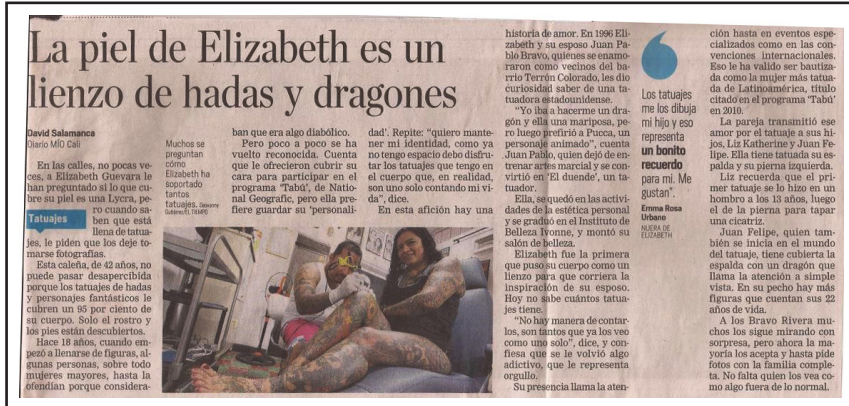 La piel de Elizabeth es un
lienzo de hadas y dragones
David Salamanca
Diario MÍO Cali
En las calles, no pocas ve-
ces, a Elizabeth Guevara le
han preguntado si lo que cu-
bre su piel es una Lycra, pe-
Tatuajes
ro cuando sa-
ben que está
llena de tatua-
jes, le piden que los deje to-
marse fotografías.
Esta caleña, de 42 años, no
puede pasar desapercibida
porque los tatuajes de hadas
y personajes fantásticos le
cubren un 95 por ciento de
su cuerpo. Solo el rostro y
los pies están descubiertos.
Hace 18 años, cuando em-
pezó a llenarse de figuras, al-
gunas personas, sobre todo
mujeres mayores, hasta la
ofendían porque considera-
Muchos se
preguntan
cómo
Elizabeth ha
soportado
tantos
tatuajes.
EL TIEMPO
ban que era algo diabólico.
Pero poco a poco se ha
vuelto reconocida. Cuenta
que le ofrecieron cubrir su
cara para participar en el
programa 'Tabú', de Natio-
nal Geografic, pero ella pre-
fiere guardar su 'personali-
dad'. Repite: "quiero mante-
ner mi identidad, como ya
no tengo espacio debo disfru-
tar los tatuajes que tengo en
el cuerpo que, en realidad,
son uno solo contando mi vi-
da", dice.
En esta afición hay una
historia de amor. En 1996 Eli-
zabeth y su esposo Juan Pa-
blo Bravo, quienes se enamo-
raron como vecinos del ba-
rrio Terrón Colorado, les dio
curiosidad saber de una ta-
tuadora estadounidense.
"Yo iba a hacerme un dra-
gón y ella una mariposa, pe-
ro luego prefirió a Pucca, un
personaje animado", cuenta
Juan Pablo, quien dejó de en-
trenar artes marcial y se con-
virtió en 'El duende', un ta-
tuador.
Ella, se quedó en las activi-
dades de la estética personal
y se graduó en el Instituto de
Belleza Ivonne, y montó su
salón de belleza.
Elizabeth fue la primera
que puso su cuerpo como un
lienzo para que corriera la
inspiración de su esposo.
Hoy no sabe cuántos tatua-
jes tiene.
"No hay manera de contar-
los, son tantos que ya los veo
como uno solo", dice, y con-
fiesa que se le volvió algo
adictivo, que le representa
orgullo.
Su presencia llama la aten-
Los tatuajes
me los dibuja
mi hijo y eso
representa
un bonito
recuerdo
para mí. Me
gustan".
Emma Rosa
Urbano
NUERA DE
ELIZABETH
ción hasta en eventos espe-
cializados como en las con-
venciones internacionales.
Eso le ha valido ser bautiza-
da como la mujer más tatua-
da de Latinoamérica, título
citado en el programa 'Tabú'
en 2010.
La pareja transmitió ese
amor por el tatuaje a sus hi-
jos, Liz Katherine y Juan Fe-
lipe. Ella tiene tatuada su es-
palda y su pierna izquierda.
Liz recuerda que el pri-
mer tatuaje se lo hizo en un
hombro a los 13 años, luego
el de la pierna para tapar
una cicatriz.
Juan Felipe, quien tam-
bién se inicia en el mundo
del tatuaje, tiene cubierta la
espalda con un dragón que
llama la atención a simple
vista. En su pecho hay más
figuras que cuentan sus 22
años de vida.
A los Bravo Rivera mu-
chos los sigue mirando con
sorpresa, pero ahora la ma-
yoría los acepta y hasta pide
fotos con la familia comple-
ta. No falta quien los vea co-
mo algo fuera de lo normal.